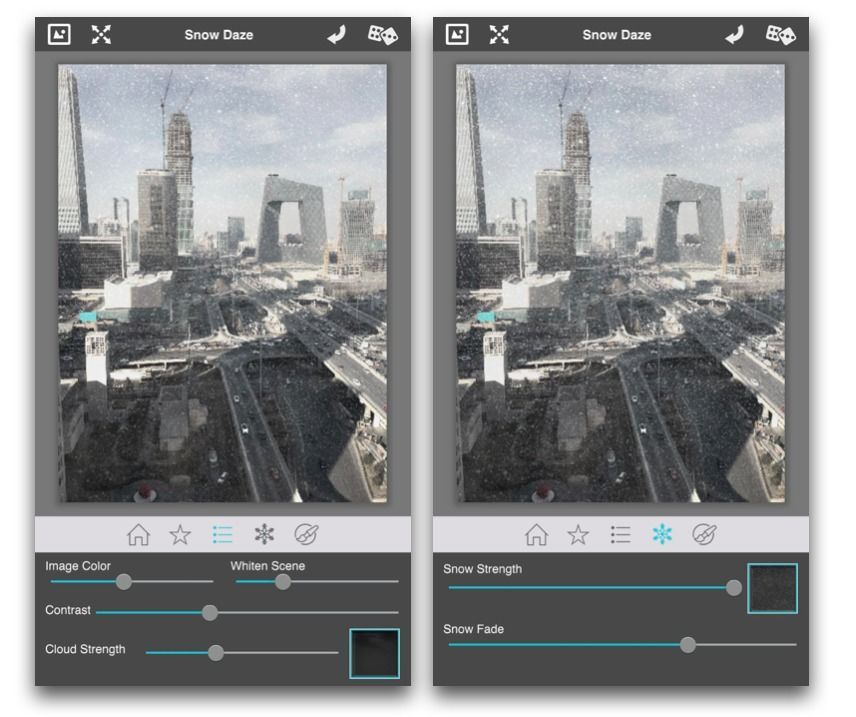 Snow Daze
Image Color
Whiten Scene
Contrast
Cloud Strength
Snow Daze
Snow Strength
Snow Fade